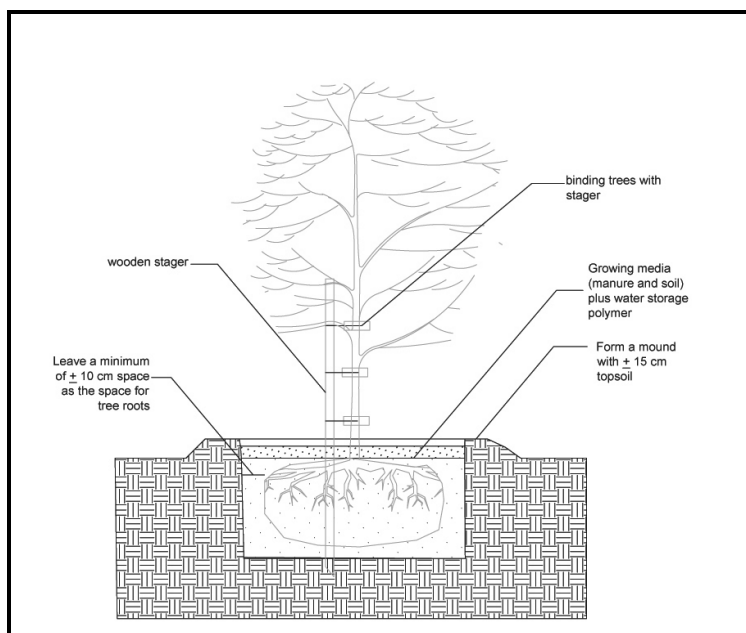 binding trees with
stager
wooden stager
Growing media
(manure and soil)
plus water storage
polymer
Leave a minimum
of ± 10 cm space
as the space for
tree roots
Form a mound
with ± 15 cm
topsoil